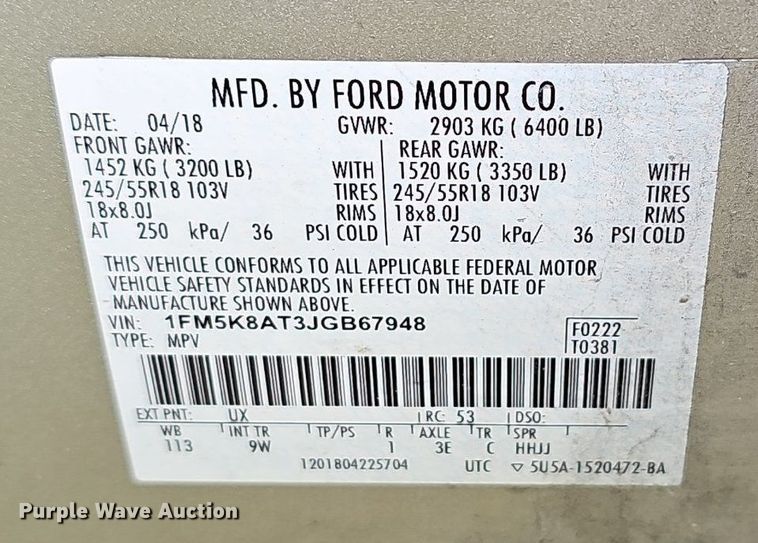 MFD. BY FORD MOTOR CO.
DATE: 04/18 GVWR: 2903 KG ( 6400 LB)
FRONT GAWR: REAR GAWR:
1452 KG ( 3200 LB) WITH 1520 KG ( 3350 LB) WITH
245/55R18 103V TIRES 245/55R18 103V TIRES
18x8.0J RIMS 18x8.0J RIMS
AT 250 kPa/ 36 PSI COLD AT 250 kPa/ 36 PSI COLD
THIS VEHICLE CONFORMS TO ALL APPLICABLE FEDERAL MOTOR
VEHICLE SAFETY STANDARDS IN EFFECT ON THE DATE OF
MANUFACTURE SHOWN ABOVE.
VIN: 1FM5K8AT3JGB67948 F0222
TYPE: MPV T0381
EXT PNT: UX RC: 53 DSO:
WB INT TR TP/PS R AXLE TR SPR
113 9W 1 3E C HHJJ
1201804225704 UTC ▽ 5U5A-1520472-BA
Purple Wave Auction